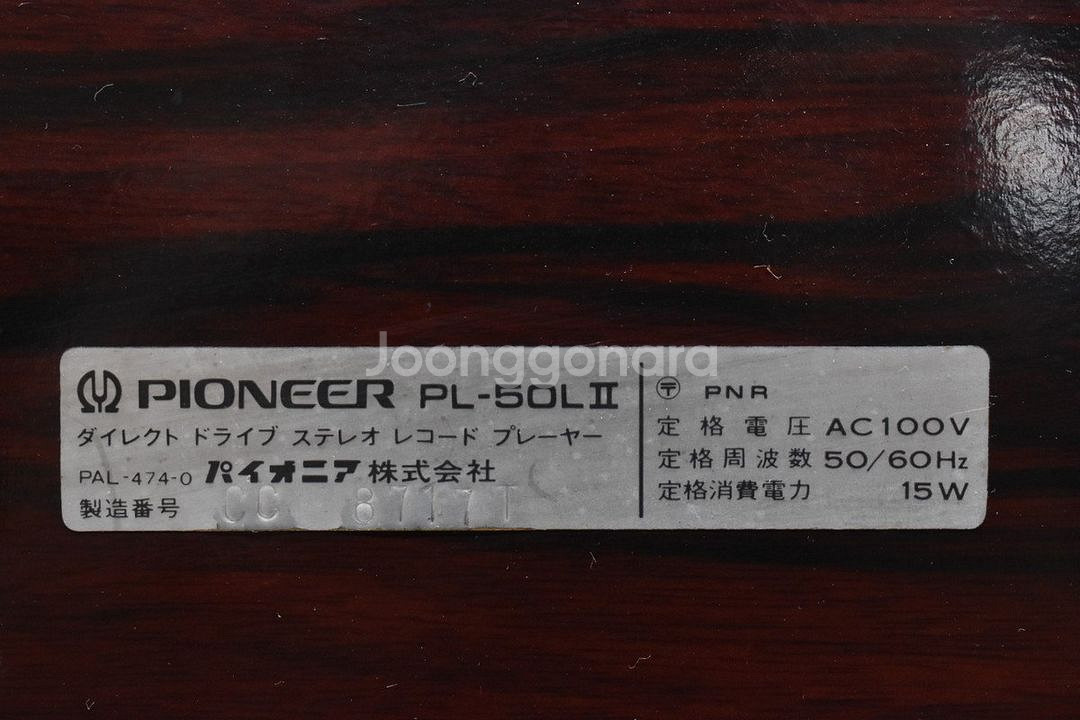 Joonggonara
PIONEER PL-50LII
ダイレクト ドライブ ステレオ レコード プレーヤー
PAL-474-0 パイオニア株式会社
製造番号 CC 8717T
〒 PNR
定格電圧 AC100V
定格周波数 50/60Hz
定格消費電力 15W